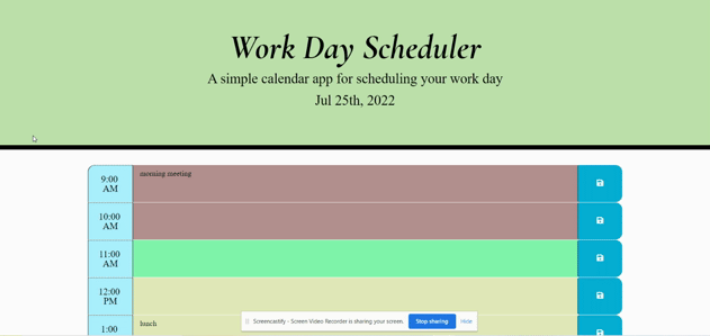 Work Day Scheduler
A simple calendar app for scheduling your work day
Jul 25th, 2022
9:00
AM
morning meeting
10:00
AM
11:00
AM
12:00
PM
1:00
lunch
Screencastify - Screen Video Recorder is sharing your screen.
Stop sharing
Hide